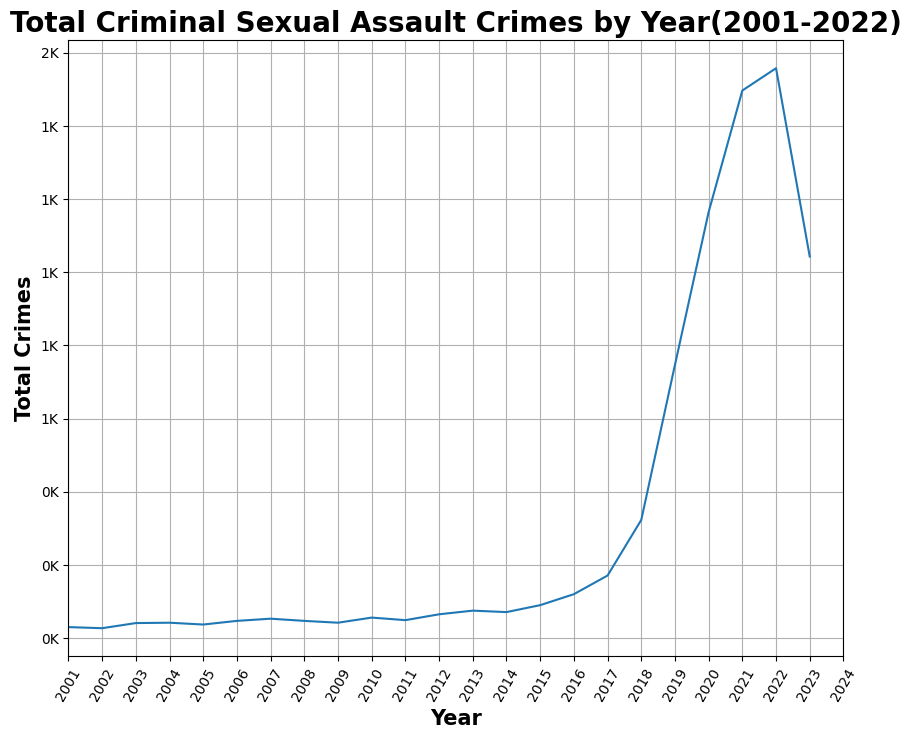 Total Criminal Sexual Assault Crimes by Year(2001-2022)
2K
1K
1K
1K
1K
1K
0K
0K
0K
Total Crimes
2001
2002
2003
2004
2005
2006
2007
2008
2009
2010
2011
2012
2013
2014
2015
2016
2017
2018
2019
2020
2021
2022
2023
2024
Year